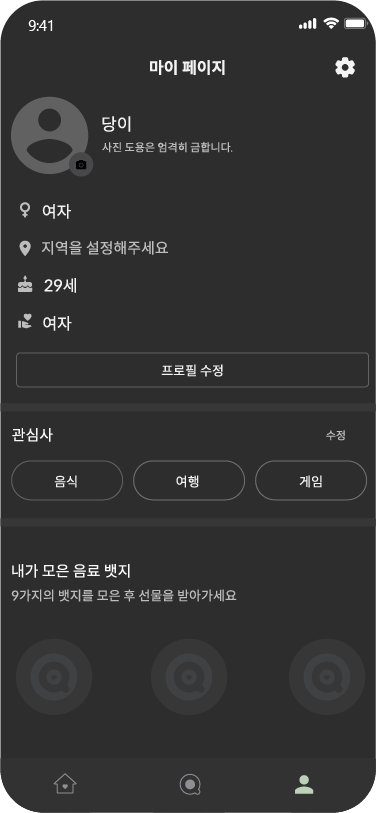 9:41
마이 페이지
당이
사진 도용은 엄격히 금합니다.
여자
지역을 설정해주세요
29세
여자
프로필 수정
관심사
수정
음식
여행
게임
내가 모은 음료 뱃지
9가지의 뱃지를 모은 후 선물을 받아가세요